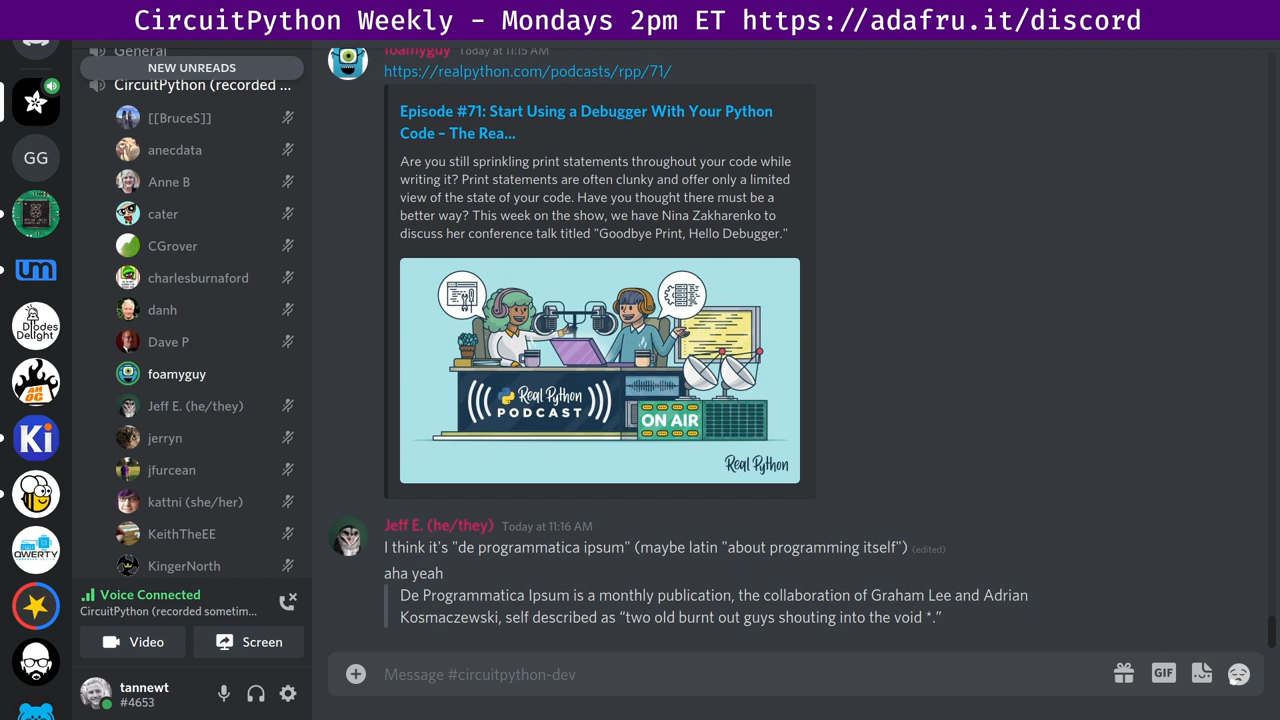 CircuitPython Weekly - Mondays 2pm ET https://adafru.it/discord
General
NEW UNREADS
CircuitPython (recorded ...
[[BruceS]]
anecdata
Anne B
cater
CGrover
charlesburnaford
danh
Dave P
foamyguy
Jeff E. (he/they)
jerryn
jfurcean
kattni (she/her)
KeithTheEE
KingerNorth
Voice Connected
CircuitPython (recorded sometim...
Video
Screen
tannewt
#4653
GG
um
Diodes
Delight
AH
OC
Ki
QWERTY
foamyguy Today at 11:15 AM
https://realpython.com/podcasts/rpp/71/
Episode #71: Start Using a Debugger With Your Python
Code – The Rea...
Are you still sprinkling print statements throughout your code while
writing it? Print statements are often clunky and offer only a limited
view of the state of your code. Have you thought there must be a
better way? This week on the show, we have Nina Zakharenko to
discuss her conference talk titled "Goodbye Print, Hello Debugger."
Real Python
PODCAST
ON AIR
Real Python
Jeff E. (he/they) Today at 11:16 AM
I think it's "de programmatica ipsum" (maybe latin "about programming itself") (edited)
aha yeah
De Programmatica Ipsum is a monthly publication, the collaboration of Graham Lee and Adrian
Kosmaczewski, self described as “two old burnt out guys shouting into the void *.”
Message #circuitpython-dev
GIF